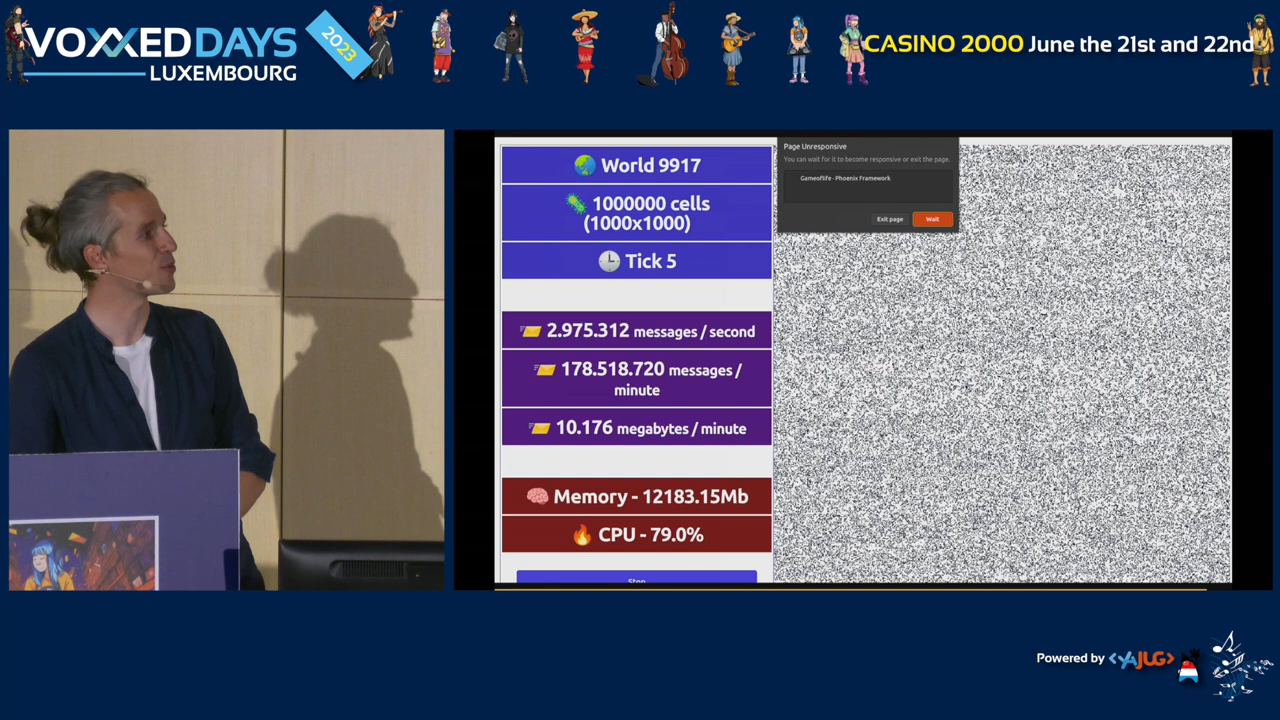 VOXXED DAYS
LUXEMBOURG
2023
CASINO 2000 June the 21st and 22nd
World 9917
1000000 cells
(1000x1000)
Tick 5
2.975.312 messages / second
178.518.720 messages /
minute
10.176 megabytes / minute
Memory - 12183.15Mb
CPU - 79.0%
Stop
Page Unresponsive
You can wait for it to become responsive or exit the page.
Gameoflife · Phoenix Framework
Exit page
Wait
Powered by <YAJUG>